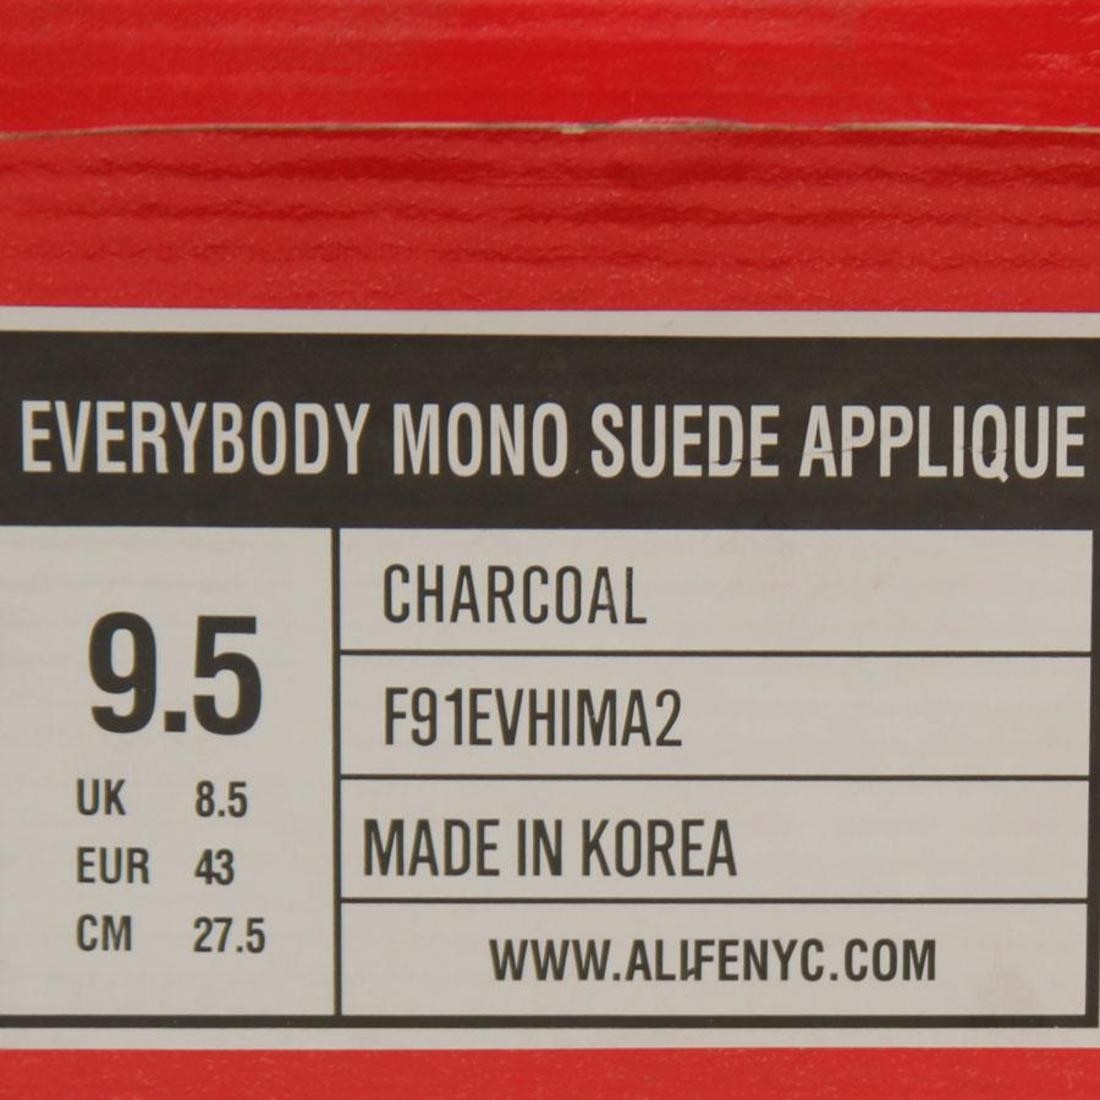 EVERYBODY MONO SUEDE APPLIQUE
9.5
UK 8.5
EUR 43
CM 27.5
CHARCOAL
F91EVHIMA2
MADE IN KOREA
WWW.ALIFENYC.COM